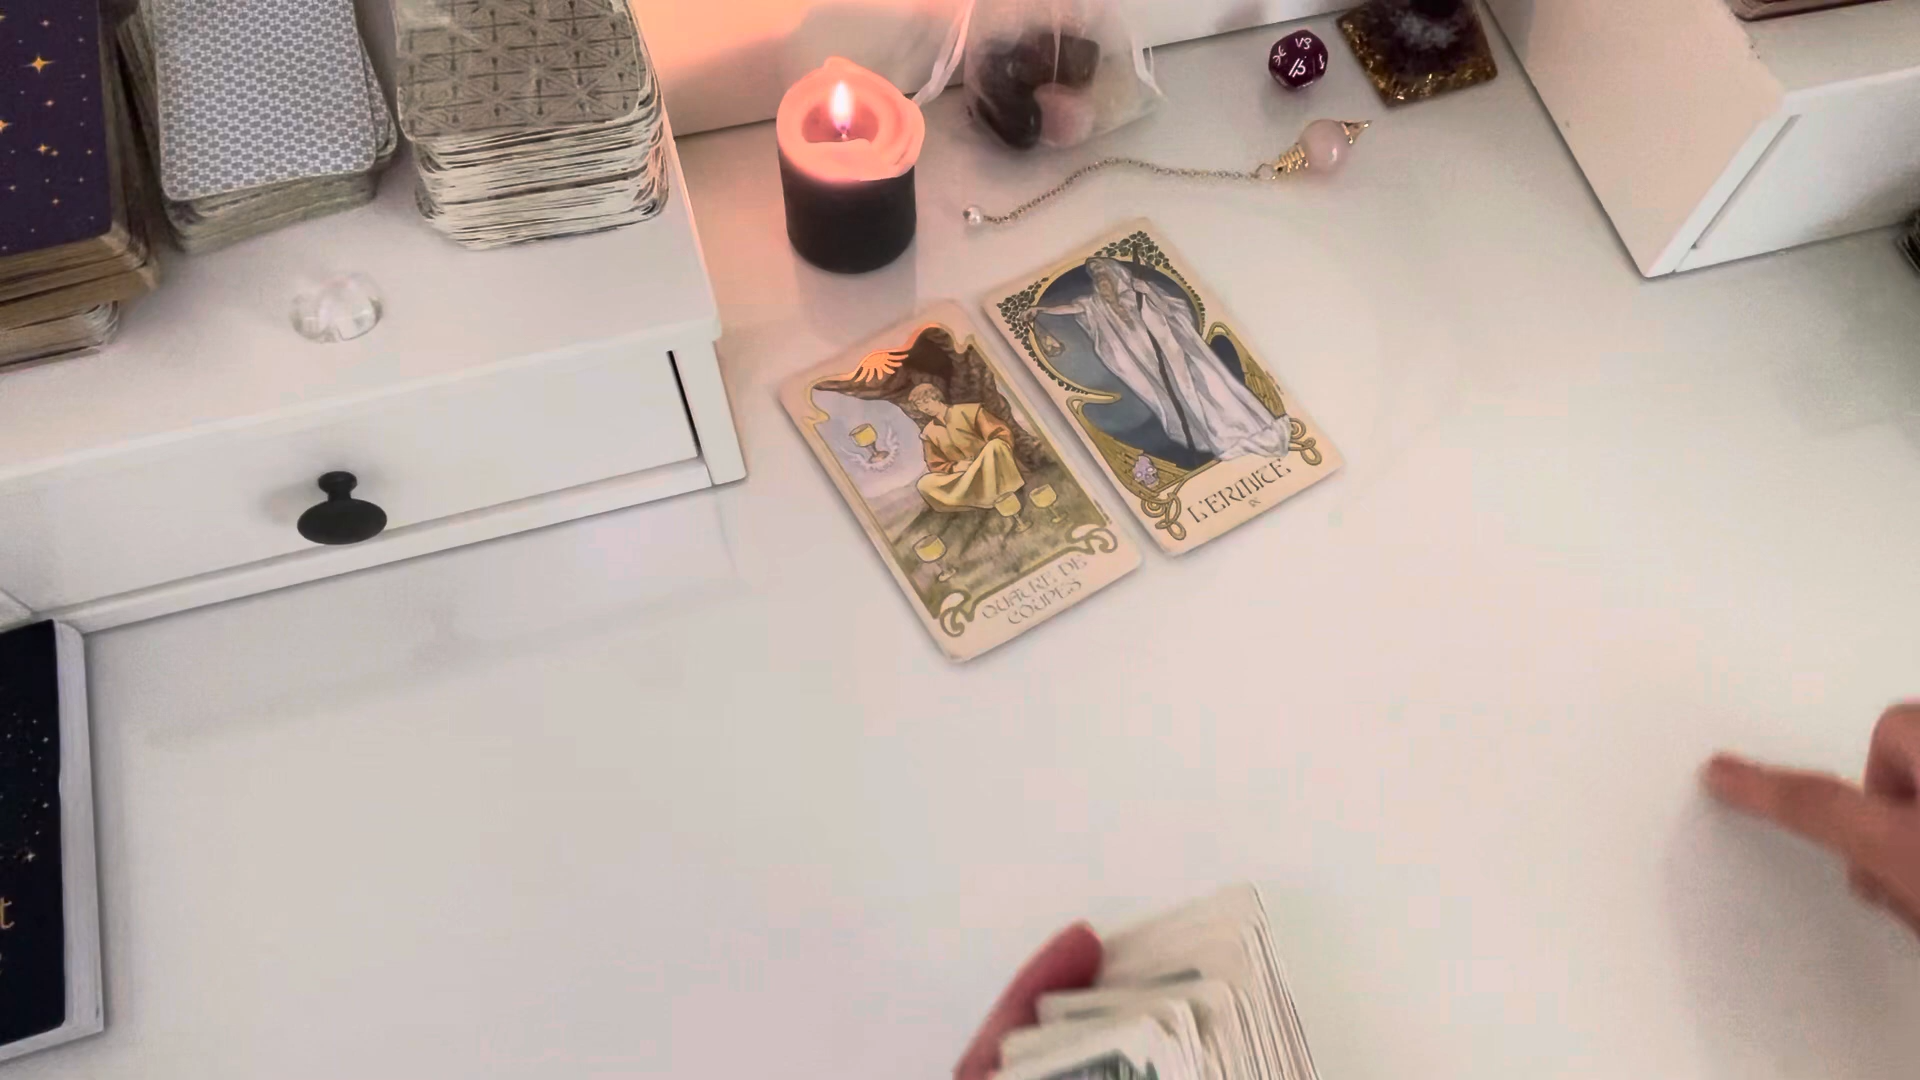 QUATRE DE
COUPES
L'ERMITE
IX
t